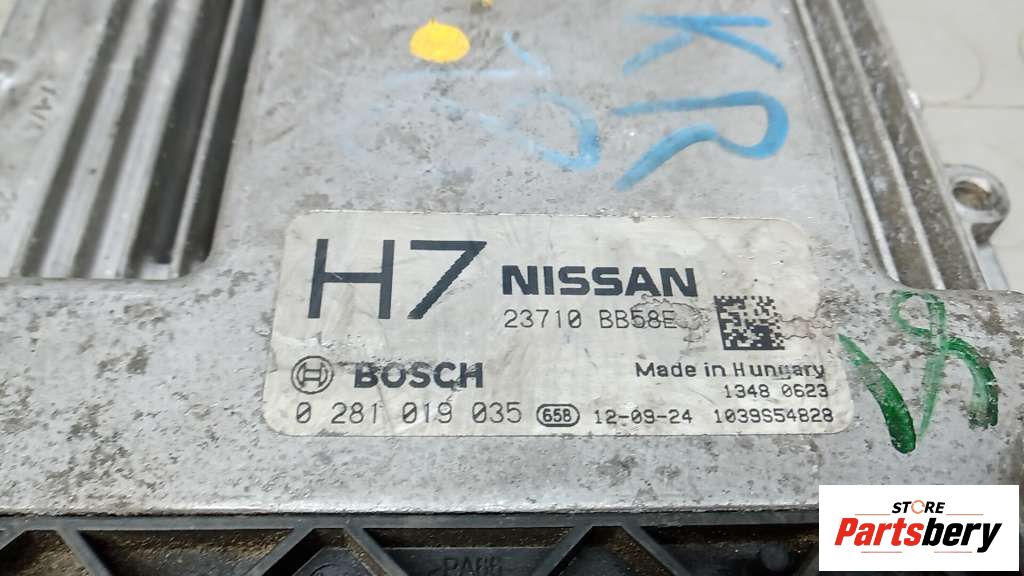 KR
H7 NISSAN
23710 BB58E
BOSCH
Made in Hungary
1348 0623
0 281 019 035 658 12-09-24 1039S54828
STORE
Partsbery